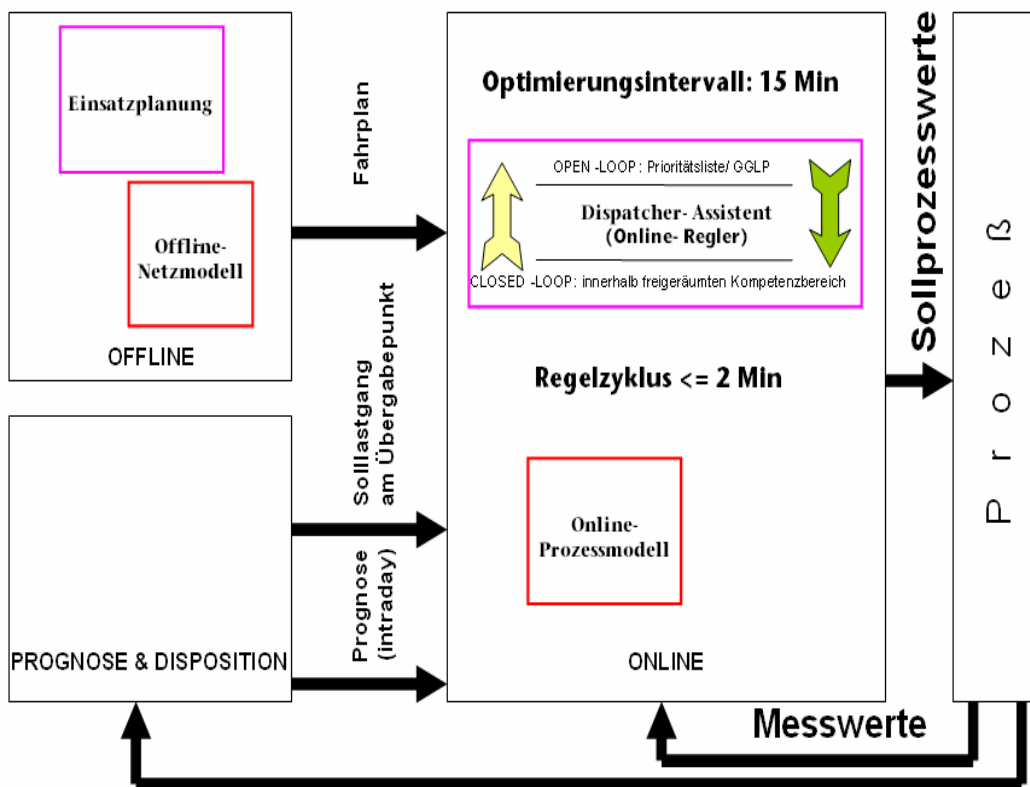 Einsatzplanung
Offline-
Netzmodell
OFFLINE
Fahrplan
Optimierungsintervall: 15 Min
OPEN -LOOP : Prioritätsliste/ GGLP
Dispatcher- Assistent
(Online- Regler)
CLOSED -LOOP: innerhalb freigeräumten Kompetenzbereich
Regelzyklus <= 2 Min
Online-
Prozessmodell
ONLINE
Solllastgang
am Übergabepunkt
Prognose
(intraday)
PROGNOSE & DISPOSITION
Sollprozesswerte
Prozeß
Messwerte